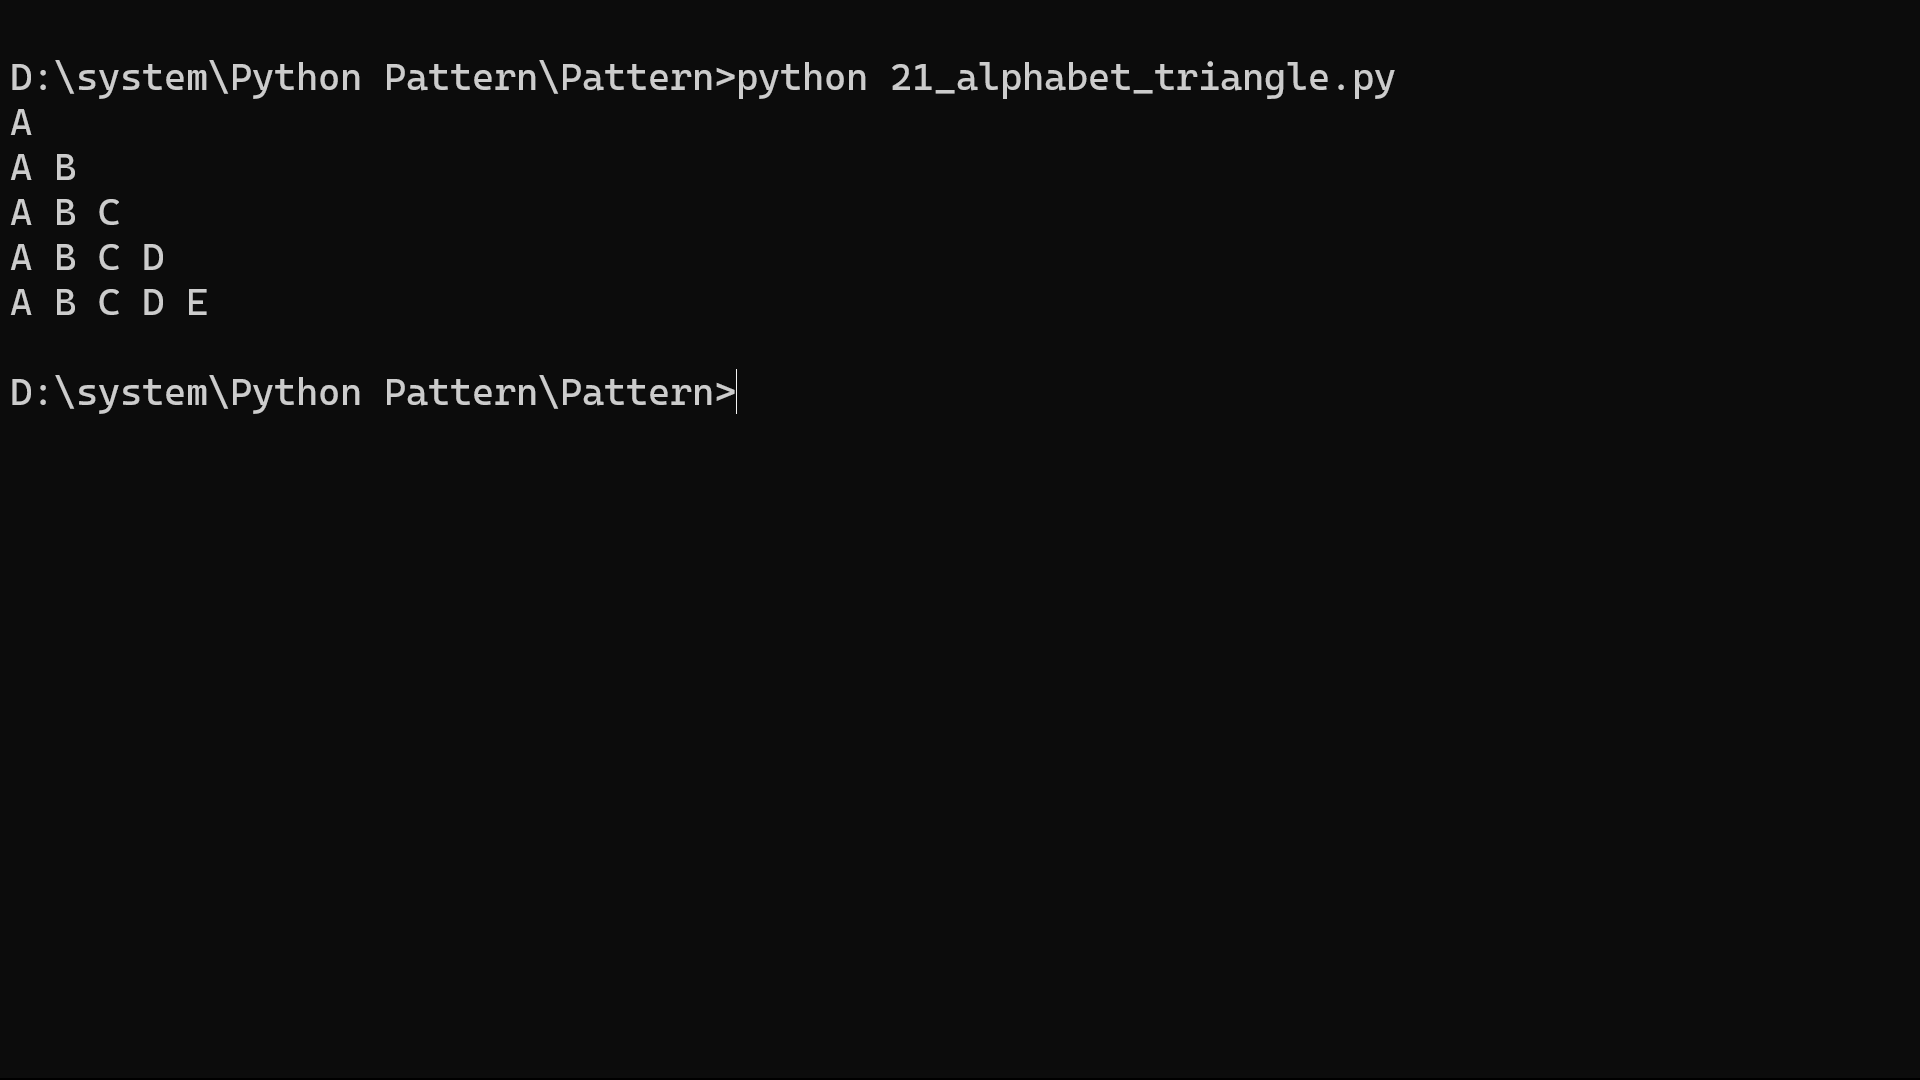 D:\system\Python Pattern\Pattern>python 21_alphabet_triangle.py
A
A B
A B C
A B C D
A B C D E
D:\system\Python Pattern\Pattern>